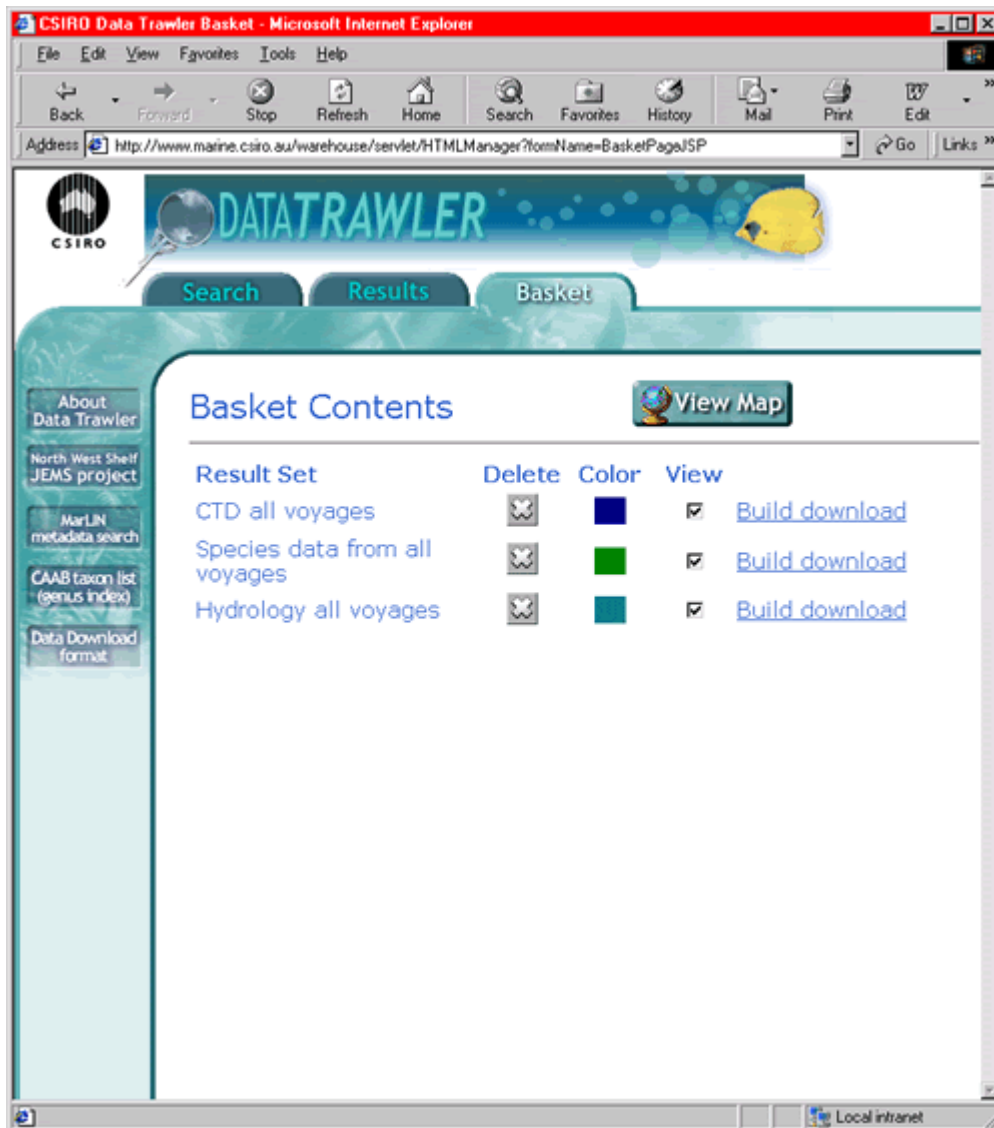 CSIRO Data Trawler Basket - Microsoft Internet Explorer
File Edit View Favorites Tools Help
Back Forward Stop Refresh Home Search Favorites History Mail Print Edit »
Address http://www.marine.csiro.au/warehouse/servlet/HTMLManager?formName=BasketPageJSP Go Links »
CSIRO
DATATRAWLER
Search Results Basket
About
Data Trawler
North West Shelf
JEMS project
MarLIN
metadata search
CAAB taxon list
(genus index)
Data Download
format
Basket Contents View Map
Result Set Delete Color View
CTD all voyages Build download
Species data from all
voyages Build download
Hydrology all voyages Build download
Local intranet